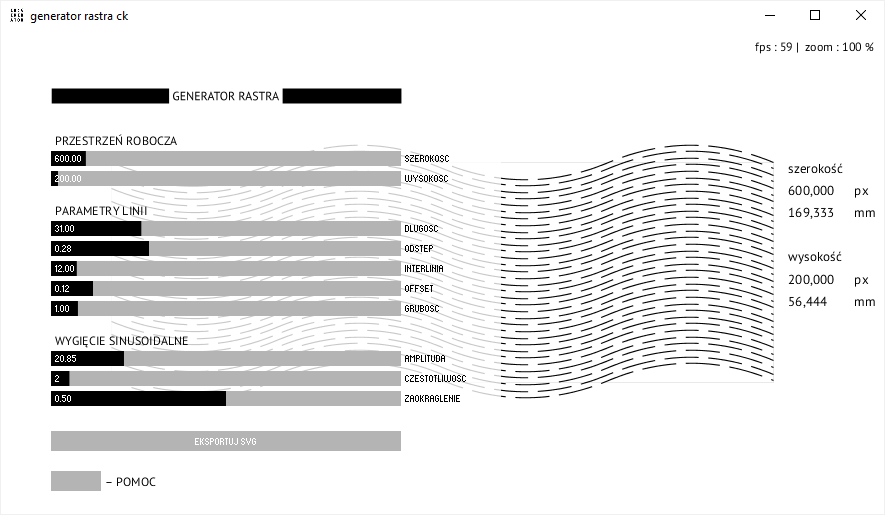 generator rastra ck
fps : 59 | zoom : 100 %
GENERATOR RASTRA
PRZESTRZEŃ ROBOCZA
600.00 SZEROKOSC
200.00 WYSOKOSC
PARAMETRY LINII
31.00 DLUGOSC
0.28 ODSTEP
12.00 INTERLINIA
0.12 OFFSET
1.00 GRUBOSC
WYGIĘCIE SINUSOIDALNE
20.85 AMPLITUDA
2 CZESTOTLIWOSC
0.50 ZAOKRAGLENIE
EKSPORTUJ SVG
– POMOC
szerokość
600,000 px
169,333 mm
wysokość
200,000 px
56,444 mm